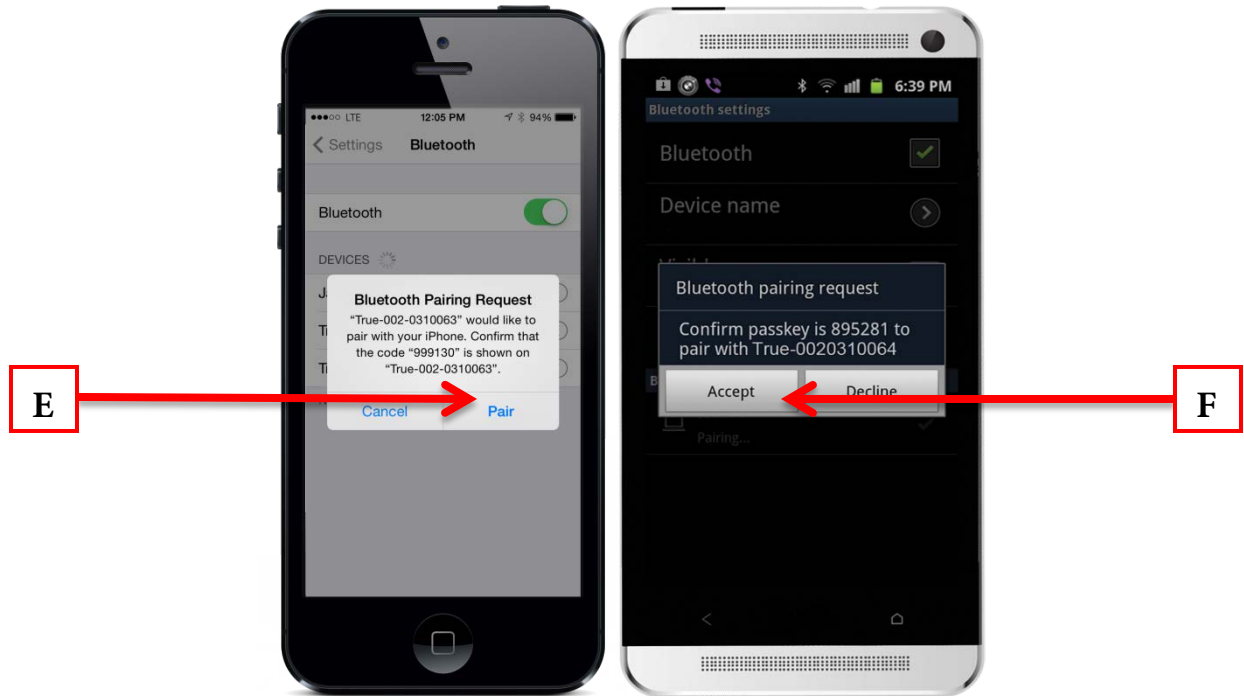 ●●●○○ LTE 12:05 PM 94%
Settings Bluetooth
Bluetooth
DEVICES
J
Bluetooth Pairing Request
"True-002-0310063" would like to
pair with your iPhone. Confirm that
the code "999130" is shown on
"True-002-0310063".
Cancel Pair
E
6:39 PM
Bluetooth settings
Bluetooth
Device name
Bluetooth pairing request
Confirm passkey is 895281 to
pair with True-0020310064
Accept Decline
Pairing...
F